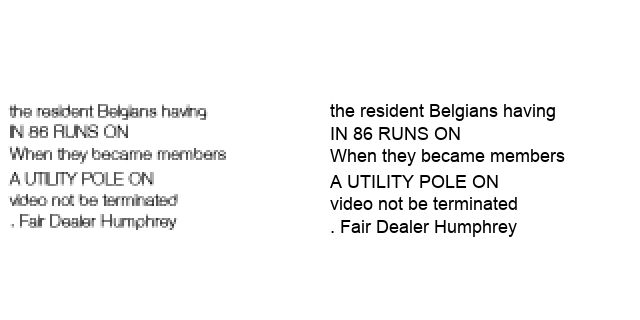 the resident Belgians having
IN 86 RUNS ON
When they became members
A UTILITY POLE ON
video not be terminated
. Fair Dealer Humphrey
the resident Belgians having
IN 86 RUNS ON
When they became members
A UTILITY POLE ON
video not be terminated
. Fair Dealer Humphrey